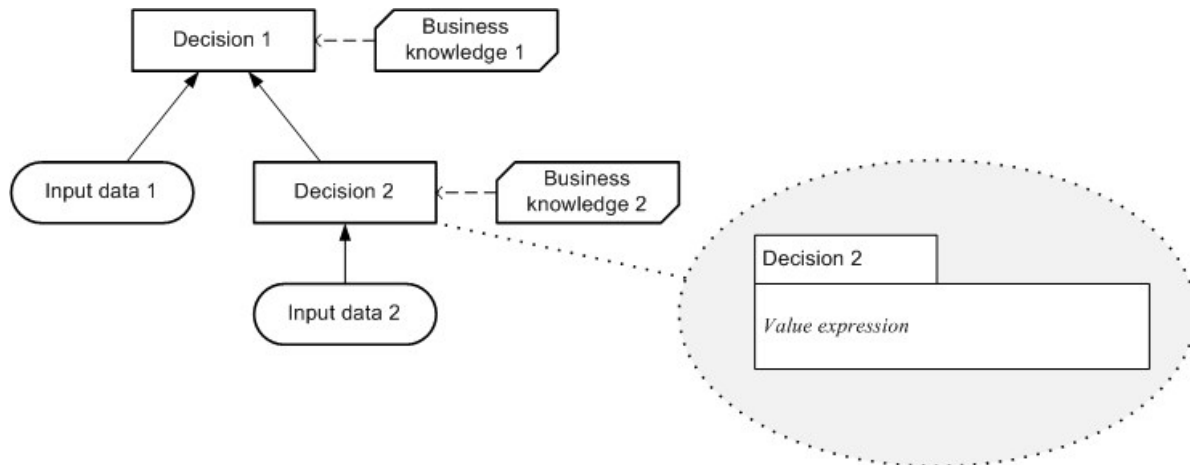 Decision 1
Business
knowledge 1
Input data 1
Decision 2
Business
knowledge 2
Input data 2
Decision 2
Value expression